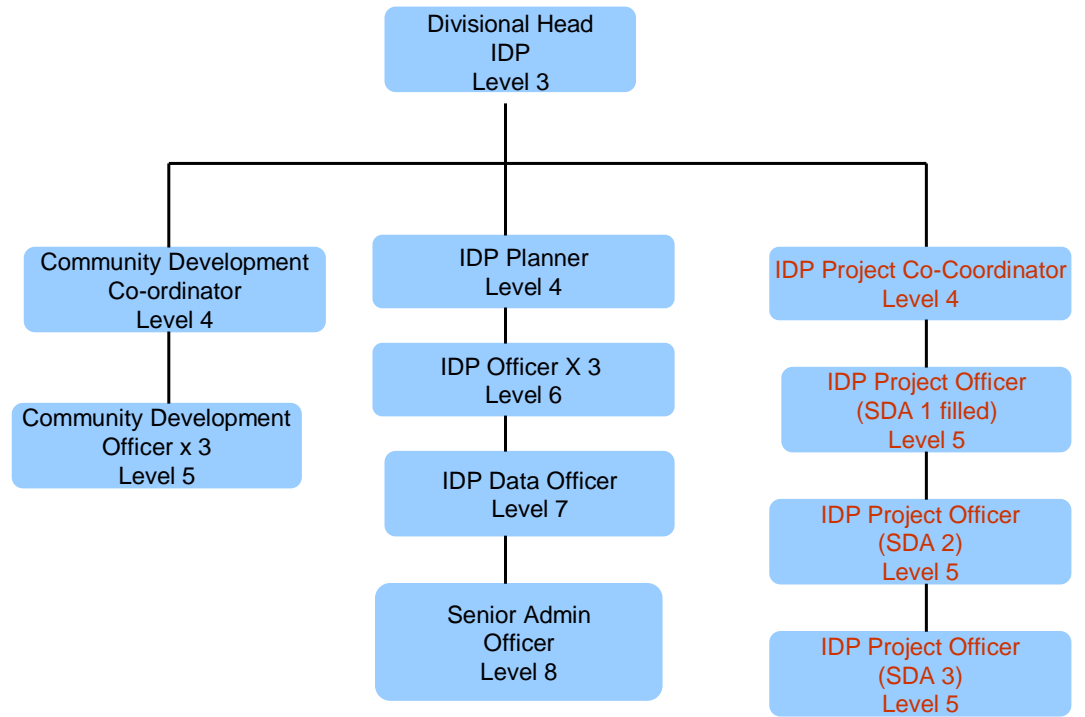 Divisional Head
IDP
Level 3
Community Development
Co-ordinator
Level 4
Community Development
Officer x 3
Level 5
IDP Planner
Level 4
IDP Officer X 3
Level 6
IDP Data Officer
Level 7
Senior Admin
Officer
Level 8
IDP Project Co-Coordinator
Level 4
IDP Project Officer
(SDA 1 filled)
Level 5
IDP Project Officer
(SDA 2)
Level 5
IDP Project Officer
(SDA 3)
Level 5